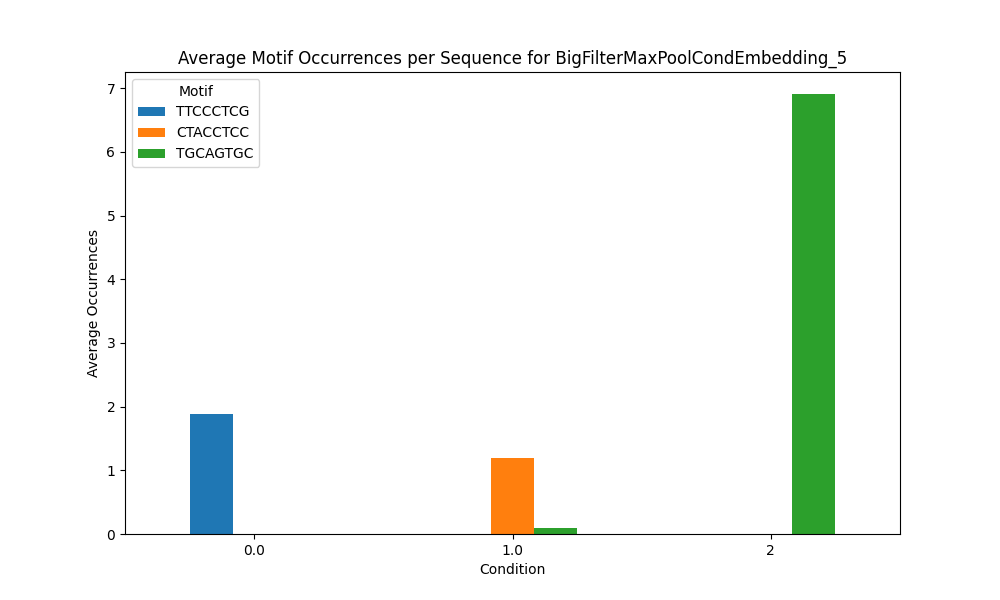 Average Motif Occurrences per Sequence for BigFilterMaxPoolCondEmbedding_5
Motif
TTCCCTCG
CTACCTCC
TGCAGTGC
7
6
5
4
3
2
1
0
Average Occurrences
0.0
1.0
2
Condition